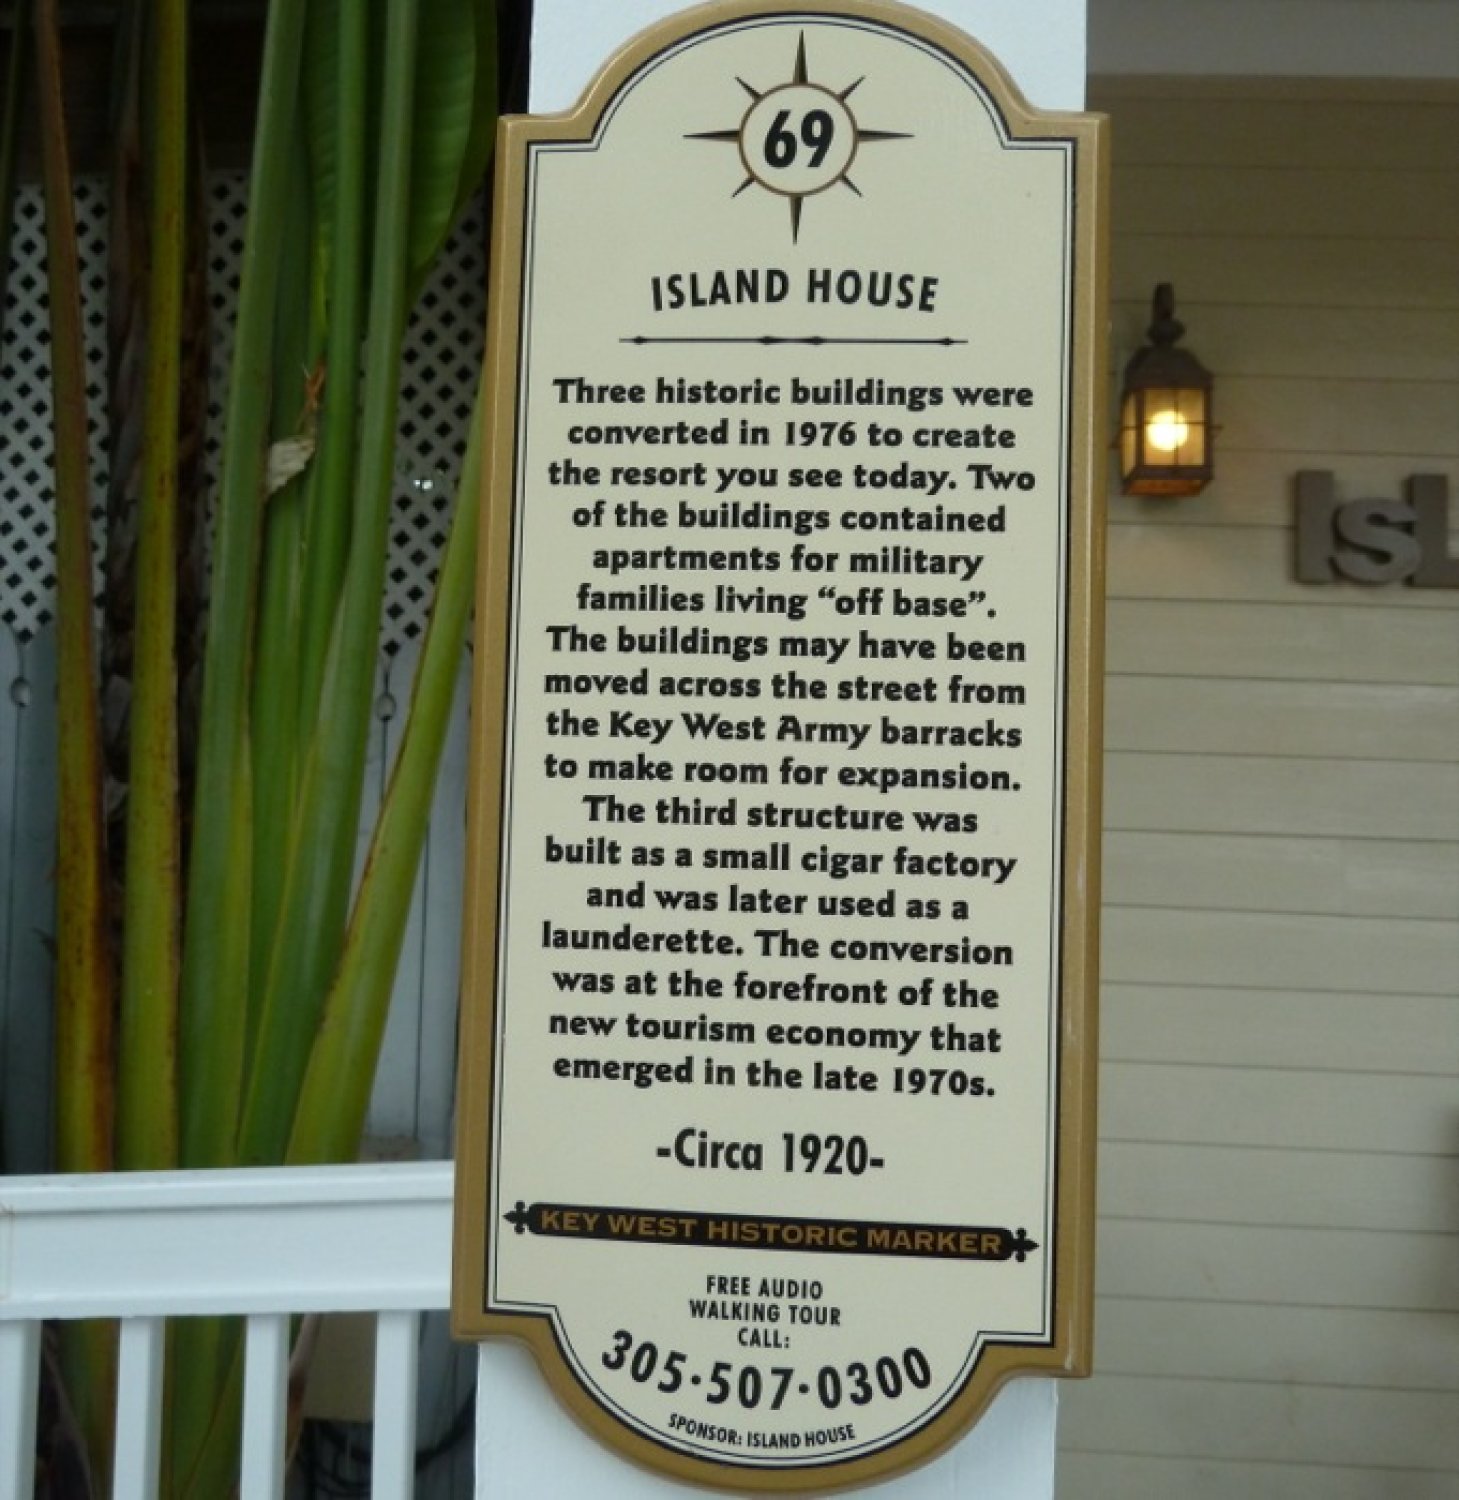 69
ISLAND HOUSE
Three historic buildings were
converted in 1976 to create
the resort you see today. Two
of the buildings contained
apartments for military
families living “off base”.
The buildings may have been
moved across the street from
the Key West Army barracks
to make room for expansion.
The third structure was
built as a small cigar factory
and was later used as a
launderette. The conversion
was at the forefront of the
new tourism economy that
emerged in the late 1970s.
-Circa 1920-
KEY WEST HISTORIC MARKER
FREE AUDIO
WALKING TOUR
CALL:
305·507·0300
SPONSOR: ISLAND HOUSE
ISL